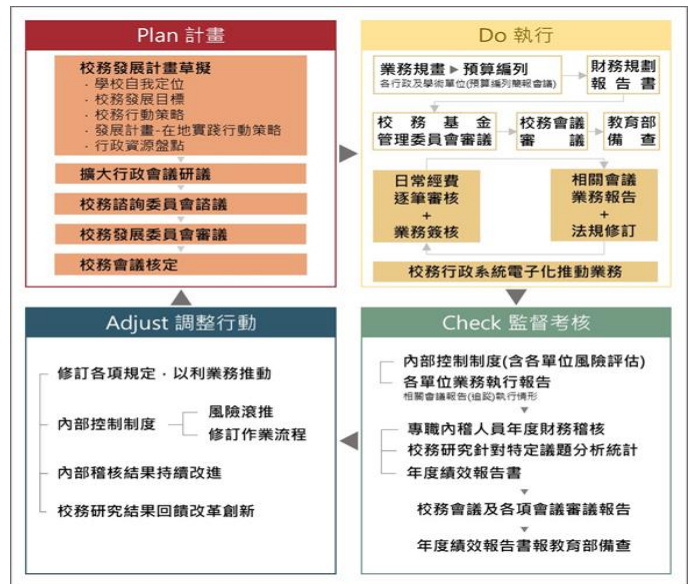 Plan 計畫
校務發展計畫草擬
· 學校自我定位
· 校務發展目標
· 校務行動策略
· 發展計畫-在地實踐行動策略
· 行政資源盤點
擴大行政會議研議
校務諮詢委員會諮議
校務發展委員會審議
校務會議核定
Do 執行
業務規畫▶預算編列
各行政及學術單位(預算編列簡報會議)
財務規劃
報告書
校務基金
管理委員會審議
校務會議
審議
教育部
備查
日常經費
逐筆審核
+
業務簽核
相關會議
業務報告
+
法規修訂
校務行政系統電子化推動業務
Adjust 調整行動
修訂各項規定，以利業務推動
內部控制制度
風險滾推
修訂作業流程
內部稽核結果持續改進
校務研究結果回饋改革創新
Check 監督考核
內部控制制度(含各單位風險評估)
各單位業務執行報告
相關會議報告(追蹤)執行情形
專職內稽人員年度財務稽核
校務研究針對特定議題分析統計
年度績效報告書
校務會議及各項會議審議報告
年度績效報告書報教育部備查